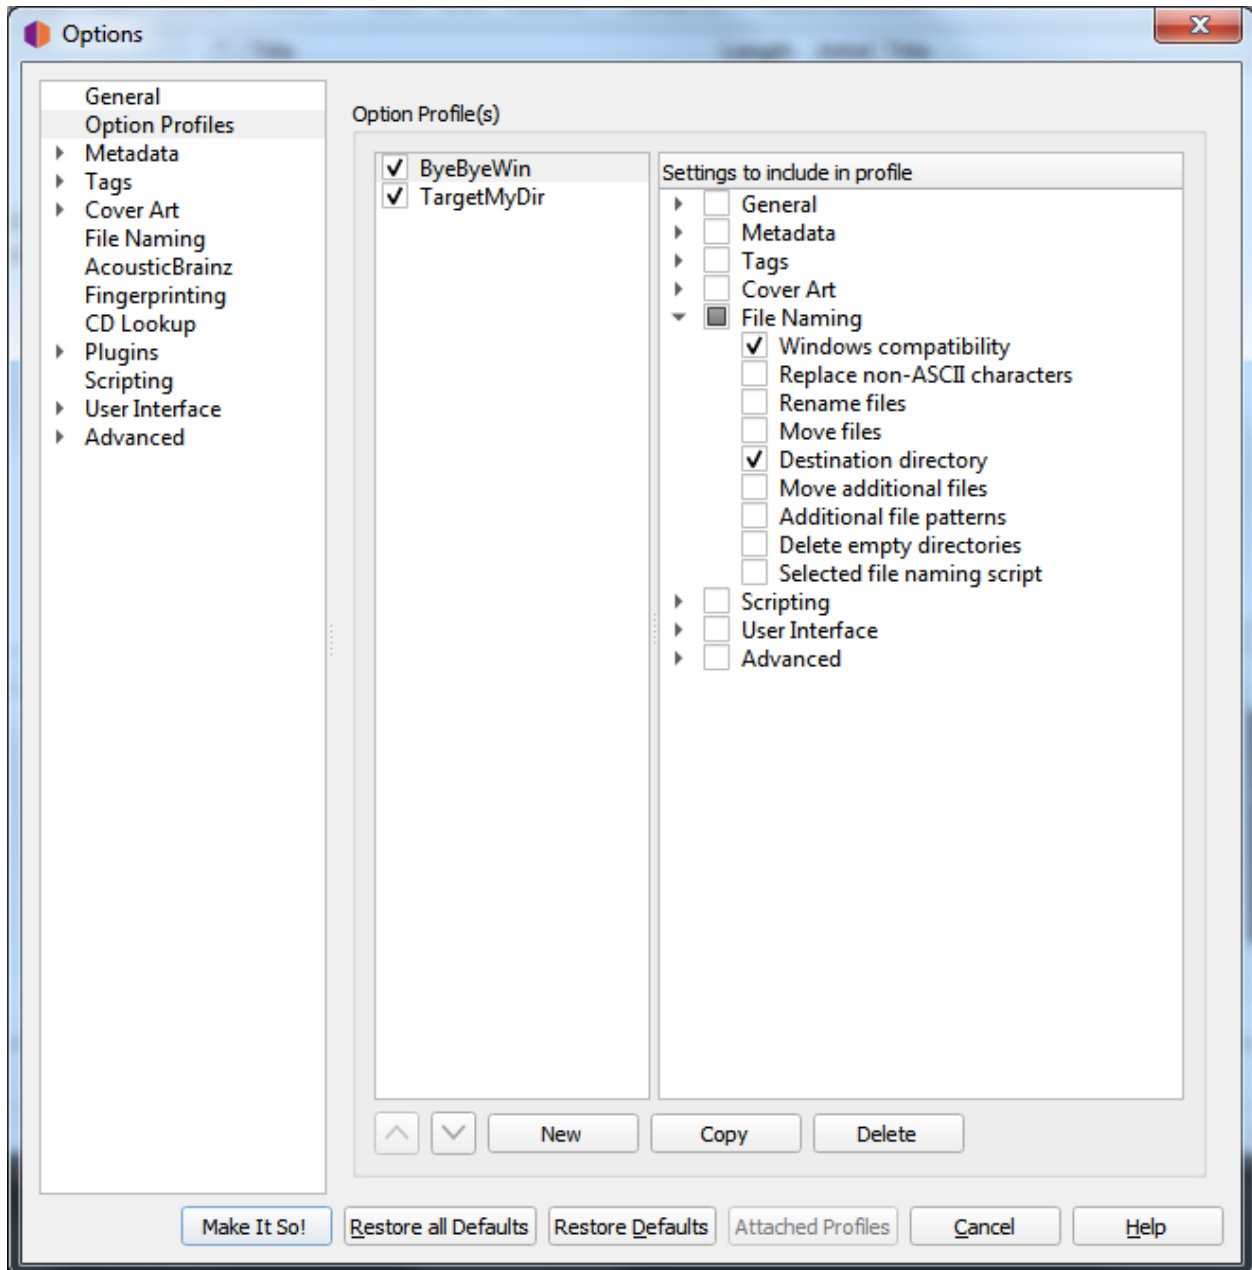 Options
General
Option Profiles
Metadata
Tags
Cover Art
File Naming
AcousticBrainz
Fingerprinting
CD Lookup
Plugins
Scripting
User Interface
Advanced
Option Profile(s)
ByeByeWin
TargetMyDir
Settings to include in profile
General
Metadata
Tags
Cover Art
File Naming
Windows compatibility
Replace non-ASCII characters
Rename files
Move files
Destination directory
Move additional files
Additional file patterns
Delete empty directories
Selected file naming script
Scripting
User Interface
Advanced
New
Copy
Delete
Make It So!
Restore all Defaults
Restore Defaults
Attached Profiles
Cancel
Help